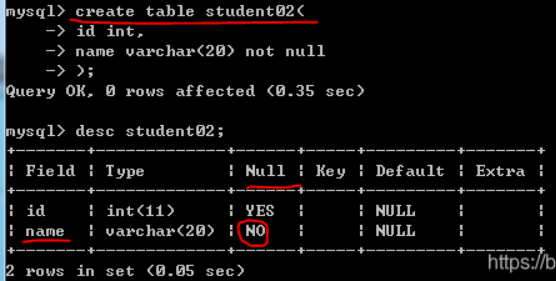 mysql> create table student02(
    -> id int,
    -> name varchar(20) not null
    -> );
Query OK, 0 rows affected (0.35 sec)
mysql> desc student02;
+-------+-------------+------+-----+---------+-------+
| Field | Type        | Null | Key | Default | Extra |
+-------+-------------+------+-----+---------+-------+
| id    | int(11)     | YES  |     | NULL    |       |
| name  | varchar(20) | NO   |     | NULL    |       |
+-------+-------------+------+-----+---------+-------+
2 rows in set (0.05 sec)
https://b